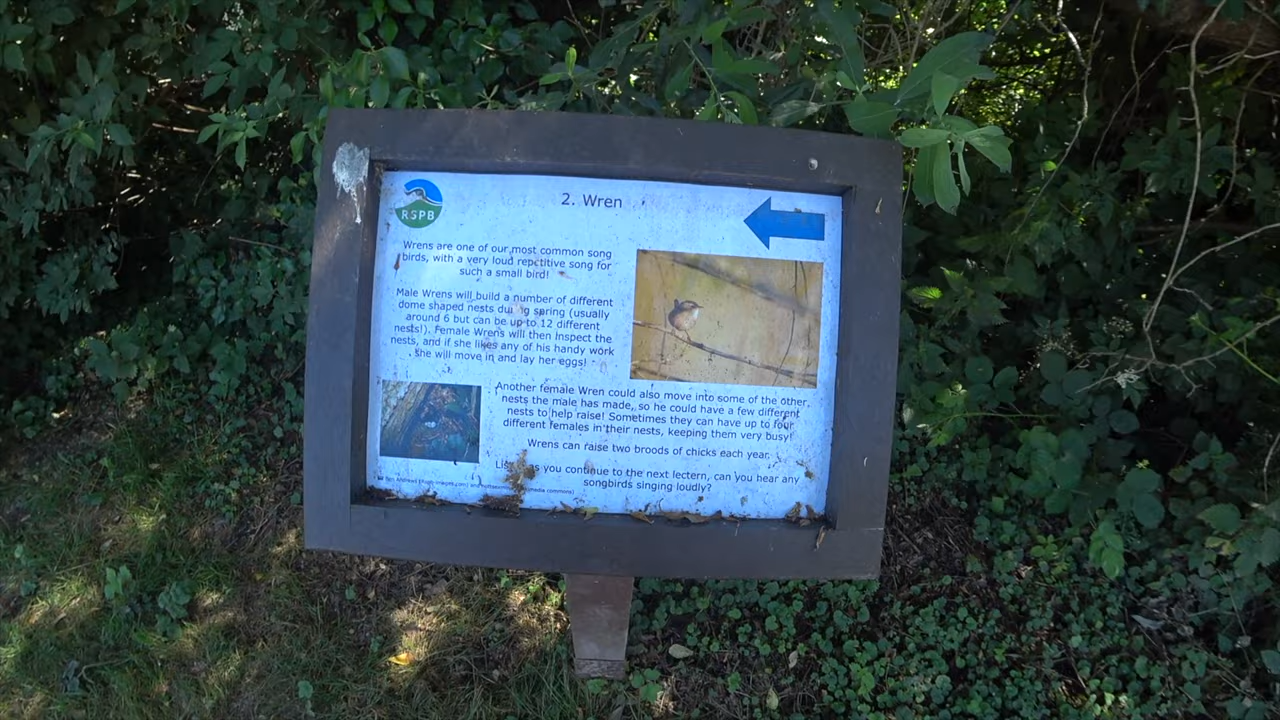 RSPB
2. Wren
Wrens are one of our most common song
birds, with a very loud repetitive song for
such a small bird!
Male Wrens will build a number of different
dome shaped nests during spring (usually
around 6 but can be up to 12 different
nests!). Female Wrens will then inspect the
nests, and if she likes any of his handy work
she will move in and lay her eggs!
Another female Wren could also move into some of the other
nests the male has made, so he could have a few different
nests to help raise! Sometimes they can have up to four
different females in their nests, keeping them very busy!
Wrens can raise two broods of chicks each year.
as you continue to the next lectern, can you hear any
songbirds singing loudly?